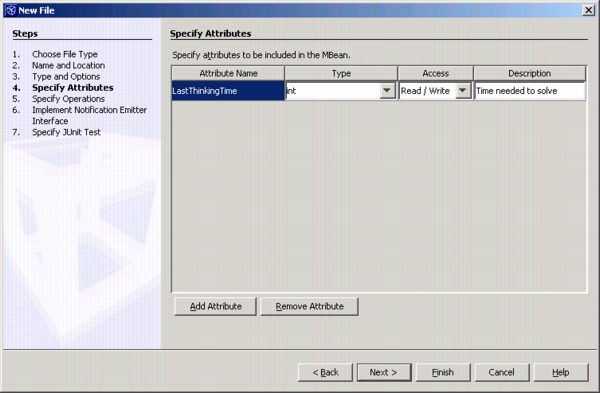 New File
Steps
1. Choose File Type
2. Name and Location
3. Type and Options
4. Specify Attributes
5. Specify Operations
6. Implement Notification Emitter
Interface
7. Specify JUnit Test
Specify Attributes
Specify attributes to be included in the MBean.
Attribute Name Type Access Description
LastThinkingTime int Read / Write Time needed to solve
Add Attribute Remove Attribute
< Back Next > Finish Cancel Help